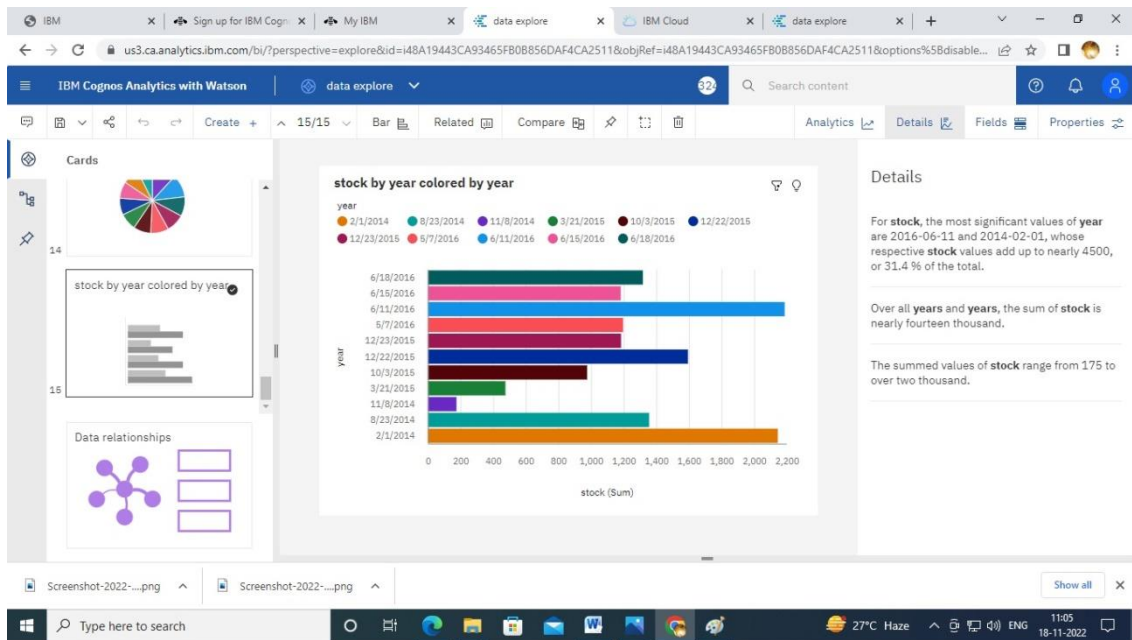 IBM
Sign up for IBM Cogn
My IBM
data explore
IBM Cloud
data explore
us3.ca.analytics.ibm.com/bi/?perspective=explore&id=i48A19443CA93465FB0B856DAF4CA2511&objRef=i48A19443CA93465FB0B856DAF4CA2511&options%5Bdisable...
IBM Cognos Analytics with Watson
data explore
324
Search content
Create +
15/15
Bar
Related
Compare
Analytics
Details
Fields
Properties
Cards
14
stock by year colored by year
15
Data relationships
stock by year colored by year
year
2/1/2014 8/23/2014 11/8/2014 3/21/2015 10/3/2015 12/22/2015
12/23/2015 5/7/2016 6/11/2016 6/15/2016 6/18/2016
year
6/18/2016
6/15/2016
6/11/2016
5/7/2016
12/23/2015
12/22/2015
10/3/2015
3/21/2015
11/8/2014
8/23/2014
2/1/2014
0 200 400 600 800 1,000 1,200 1,400 1,600 1,800 2,000 2,200
stock (Sum)
Details
For stock, the most significant values of year
are 2016-06-11 and 2014-02-01, whose
respective stock values add up to nearly 4500,
or 31.4 % of the total.
Over all years and years, the sum of stock is
nearly fourteen thousand.
The summed values of stock range from 175 to
over two thousand.
Screenshot-2022-....png
Screenshot-2022-....png
Show all
Type here to search
27°C Haze
ENG
11:05
18-11-2022